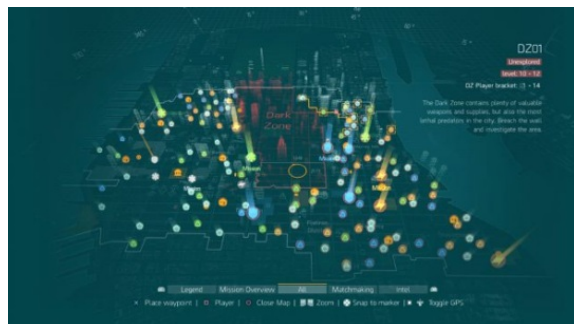 DZ01
Unexplored
level: 10 - 12
DZ Player bracket: - 14
The Dark Zone contains plenty of valuable
weapons and supplies, but also the most
lethal predators in the city. Breach the wall
and investigate the area.
Dark
Zone
Legend
Mission Overview
All
Matchmaking
Intel
Place waypoint | Player | Close Map | Zoom | Snap to marker | Toggle GPS